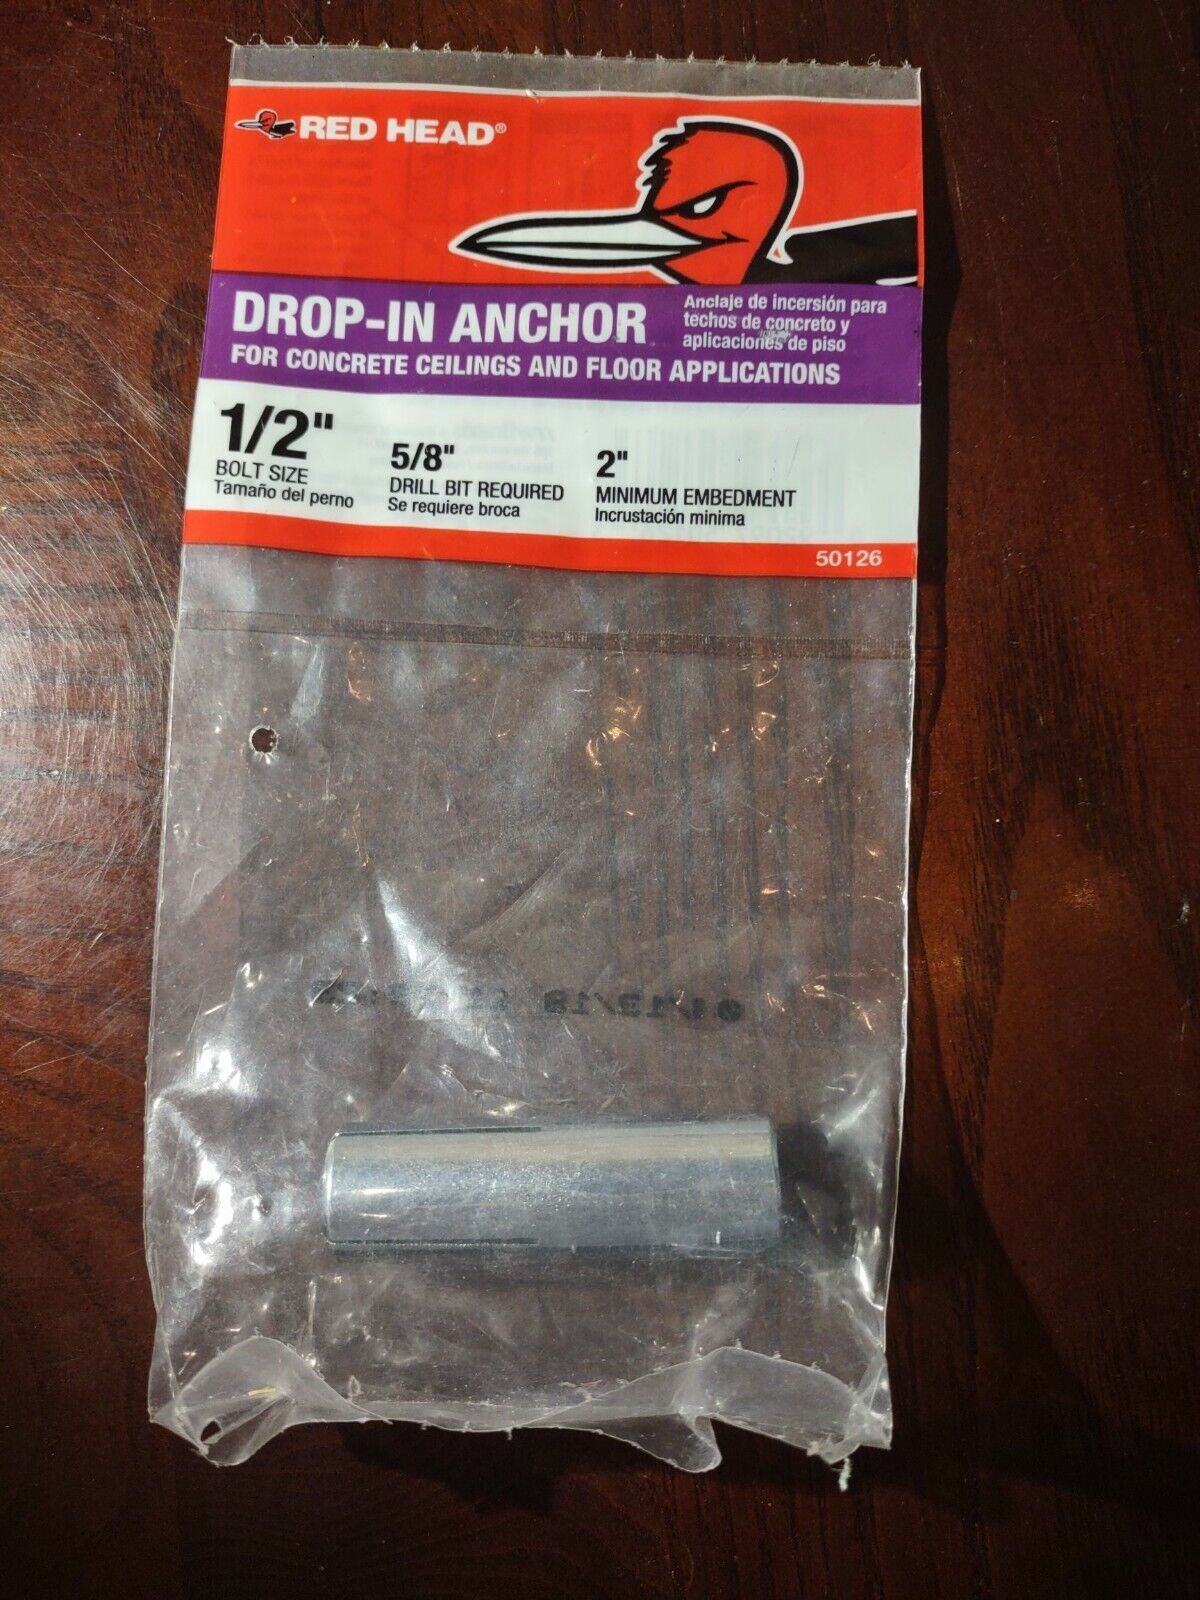 RED HEAD®
DROP-IN ANCHOR
Anclaje de incersión para
techos de concreto y
aplicaciones de piso
FOR CONCRETE CEILINGS AND FLOOR APPLICATIONS
1/2"
BOLT SIZE
Tamaño del perno
5/8"
DRILL BIT REQUIRED
Se requiere broca
2"
MINIMUM EMBEDMENT
Incrustación minima
50126